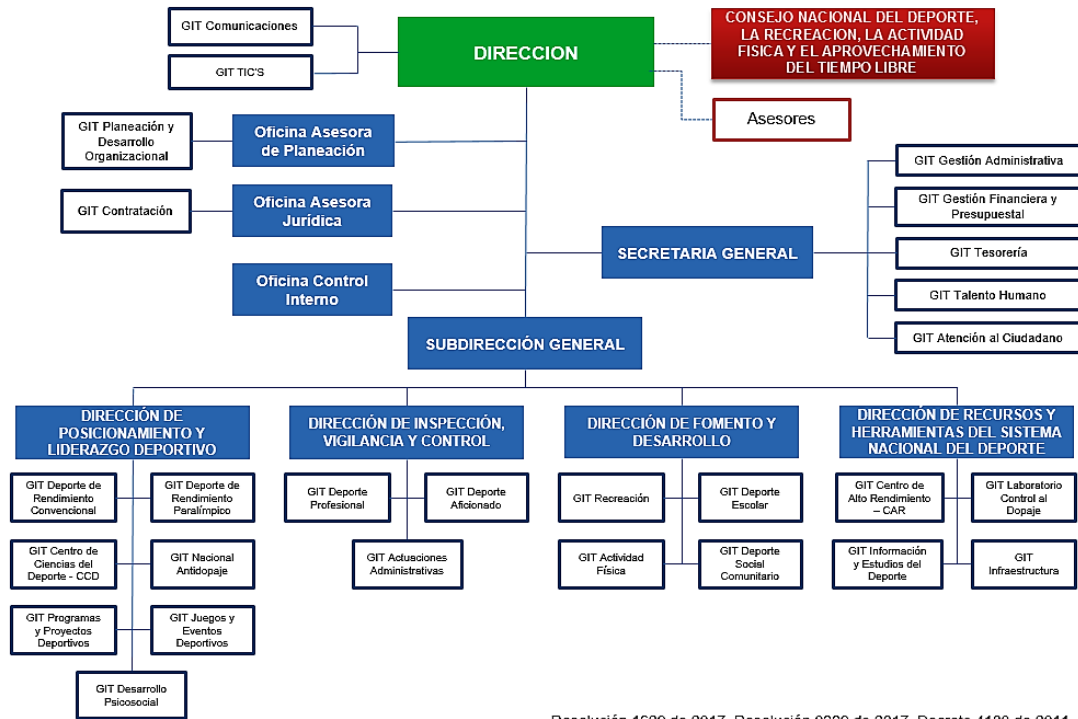 GIT Comunicaciones
GIT TIC'S
DIRECCION
CONSEJO NACIONAL DEL DEPORTE,
LA RECREACION, LA ACTIVIDAD
FISICA Y EL APROVECHAMIENTO
DEL TIEMPO LIBRE
Asesores
GIT Planeación y
Desarrollo
Organizacional
Oficina Asesora
de Planeación
GIT Contratación
Oficina Asesora
Jurídica
Oficina Control
Interno
SECRETARIA GENERAL
GIT Gestión Administrativa
GIT Gestión Financiera y
Presupuestal
GIT Tesorería
GIT Talento Humano
GIT Atención al Ciudadano
SUBDIRECCIÓN GENERAL
DIRECCIÓN DE
POSICIONAMIENTO Y
LIDERAZGO DEPORTIVO
GIT Deporte de
Rendimiento
Convencional
GIT Deporte de
Rendimiento
Paralímpico
GIT Centro de
Ciencias del
Deporte - CCD
GIT Nacional
Antidopaje
GIT Programas
y Proyectos
Deportivos
GIT Juegos y
Eventos
Deportivos
GIT Desarrollo
Psicosocial
DIRECCIÓN DE INSPECCIÓN,
VIGILANCIA Y CONTROL
GIT Deporte
Profesional
GIT Deporte
Aficionado
GIT Actuaciones
Administrativas
DIRECCIÓN DE FOMENTO Y
DESARROLLO
GIT Recreación
GIT Deporte
Escolar
GIT Actividad
Física
GIT Deporte
Social
Comunitario
DIRECCIÓN DE RECURSOS Y
HERRAMIENTAS DEL SISTEMA
NACIONAL DEL DEPORTE
GIT Centro de
Alto Rendimiento
– CAR
GIT Laboratorio
Control al
Dopaje
GIT Información
y Estudios del
Deporte
GIT
Infraestructura